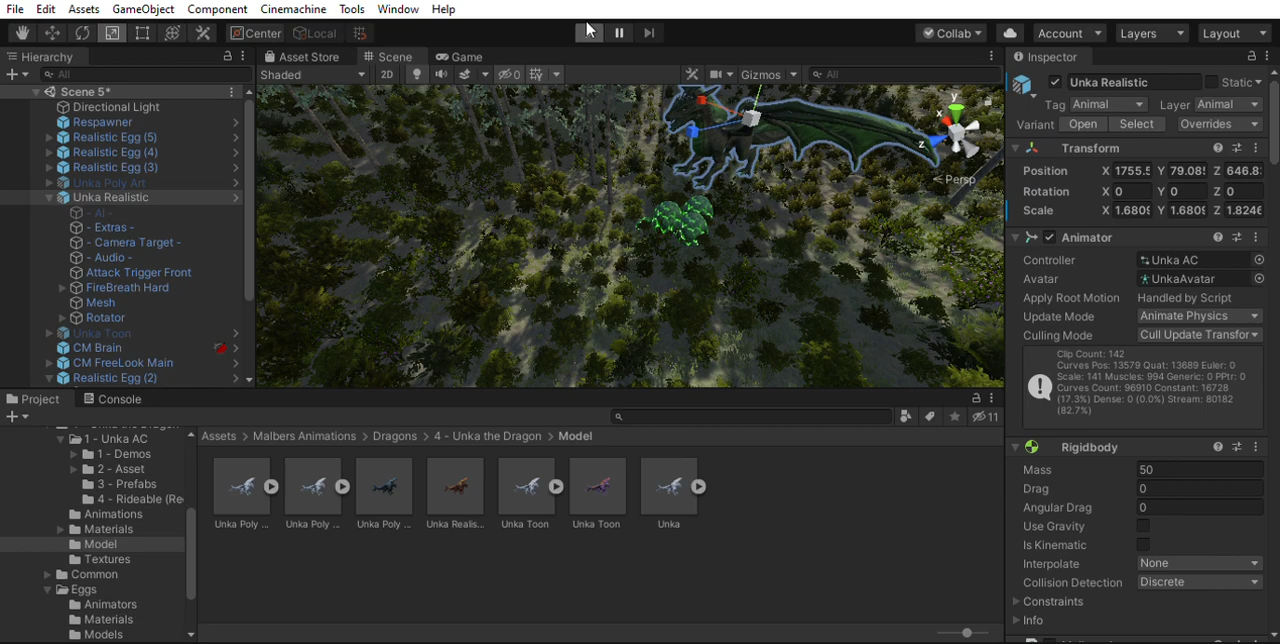 File Edit Assets GameObject Component Cinemachine Tools Window Help
Center Local Collab Account Layers Layout
Hierarchy
All
Scene 5*
Directional Light
Respawner
Realistic Egg (5)
Realistic Egg (4)
Realistic Egg (3)
Unka Poly Art
Unka Realistic
- AI -
- Extras -
- Camera Target -
- Audio -
Attack Trigger Front
FireBreath Hard
Mesh
Rotator
Unka Toon
CM Brain
CM FreeLook Main
Realistic Egg (2)
Asset Store Scene Game
Shaded 2D 0 Gizmos All
y
x
z
< Persp
Inspector
Unka Realistic Static
Tag Animal Layer Animal
Variant Open Select Overrides
Transform
Position X 1755.5 Y 79.085 Z 646.83
Rotation X 0 Y 0 Z 0
Scale X 1.6809 Y 1.6809 Z 1.8246
Animator
Controller Unka AC
Avatar UnkaAvatar
Apply Root Motion Handled by Script
Update Mode Animate Physics
Culling Mode Cull Update Transfor
Clip Count: 142
Curves Pos: 13579 Quat: 13689 Euler: 0
Scale: 141 Muscles: 994 Generic: 0 PPtr: 0
Curves Count: 96910 Constant: 16728
(17.3%) Dense: 0 (0.0%) Stream: 80182
(82.7%)
Rigidbody
Mass 50
Drag 0
Angular Drag 0
Use Gravity
Is Kinematic
Interpolate None
Collision Detection Discrete
Constraints
Info
Project Console
11
1 - Unka AC
1 - Demos
2 - Asset
3 - Prefabs
4 - Rideable (Re
Animations
Materials
Model
Textures
Common
Eggs
Animators
Materials
Models
Assets > Malbers Animations > Dragons > 4 - Unka the Dragon > Model
Unka Poly ... Unka Poly ... Unka Poly ... Unka Realis... Unka Toon Unka Toon Unka